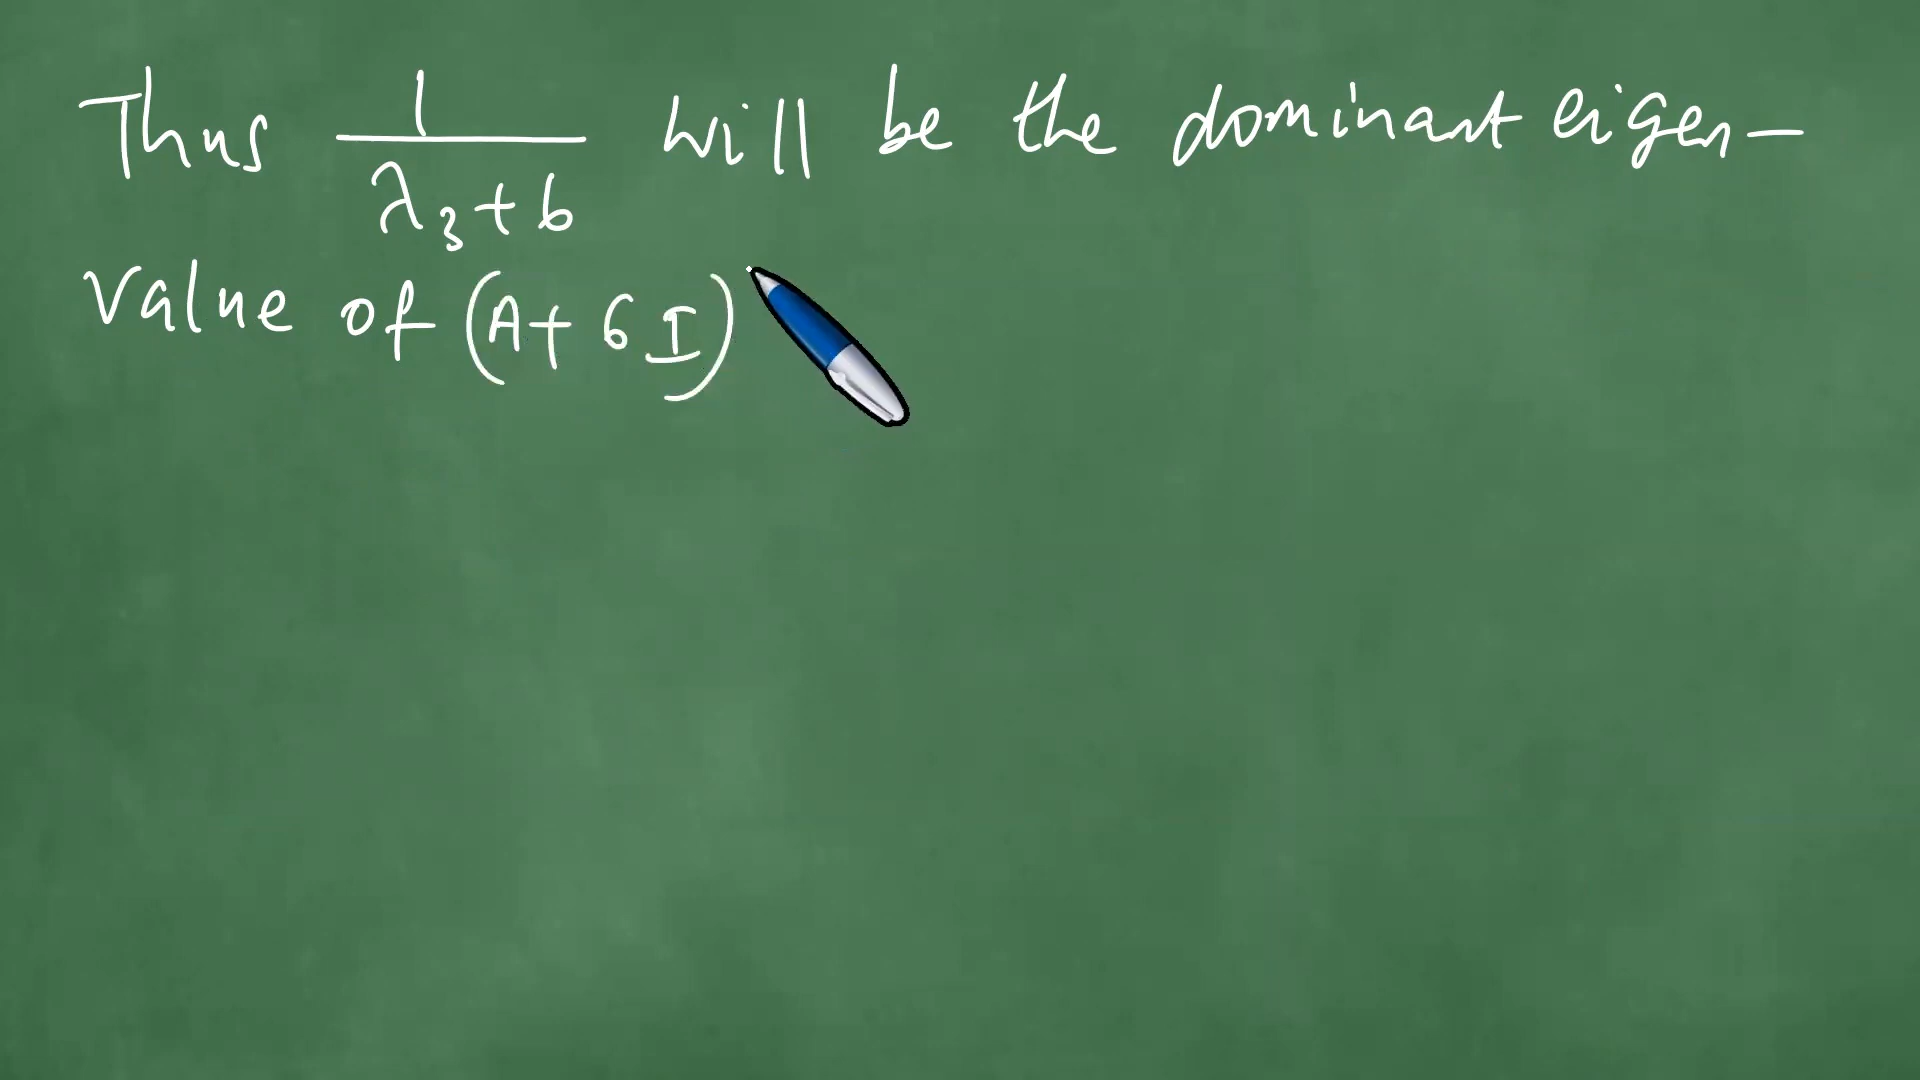 Thus 1/(λ₃+6) will be the dominant eigen-
value of (A+6I)